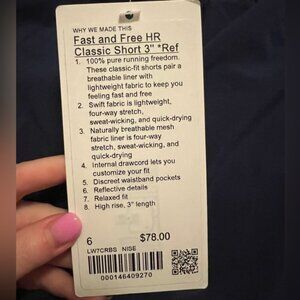 WHY WE MADE THIS
Fast and Free HR
Classic Short 3" *Ref
1. 100% pure running freedom.
These classic-fit shorts pair a
breathable liner with
lightweight fabric to keep you
feeling fast and free
2. Swift fabric is lightweight,
four-way stretch,
sweat-wicking, and quick-drying
3. Naturally breathable mesh
fabric liner is four-way
stretch, sweat-wicking, and
quick-drying
4. Internal drawcord lets you
customize your fit
5. Discreet waistband pockets
6. Reflective details
7. Relaxed fit
8. High rise, 3" length
6 $78.00
LW7CRBS NISE
000146409270